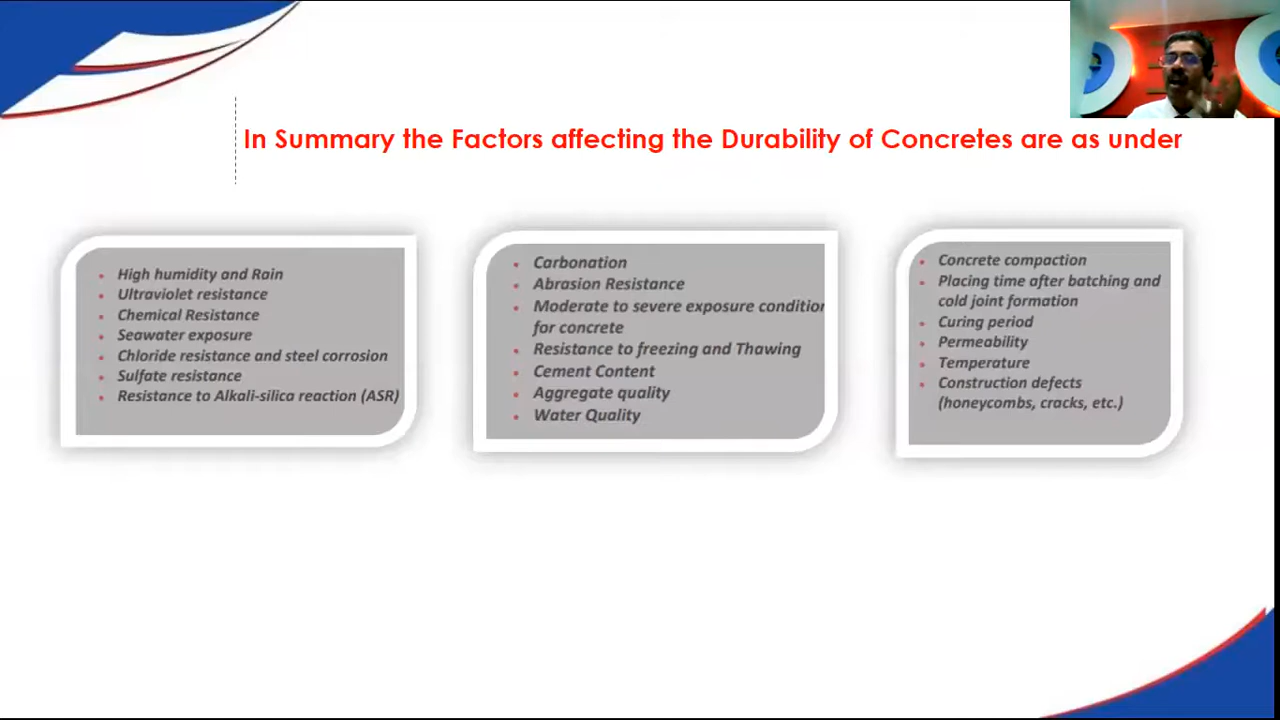 In Summary the Factors affecting the Durability of Concretes are as under
• High humidity and Rain
• Ultraviolet resistance
• Chemical Resistance
• Seawater exposure
• Chloride resistance and steel corrosion
• Sulfate resistance
• Resistance to Alkali-silica reaction (ASR)
• Carbonation
• Abrasion Resistance
• Moderate to severe exposure condition
for concrete
• Resistance to freezing and Thawing
• Cement Content
• Aggregate quality
• Water Quality
• Concrete compaction
• Placing time after batching and
cold joint formation
• Curing period
• Permeability
• Temperature
• Construction defects
(honeycombs, cracks, etc.)